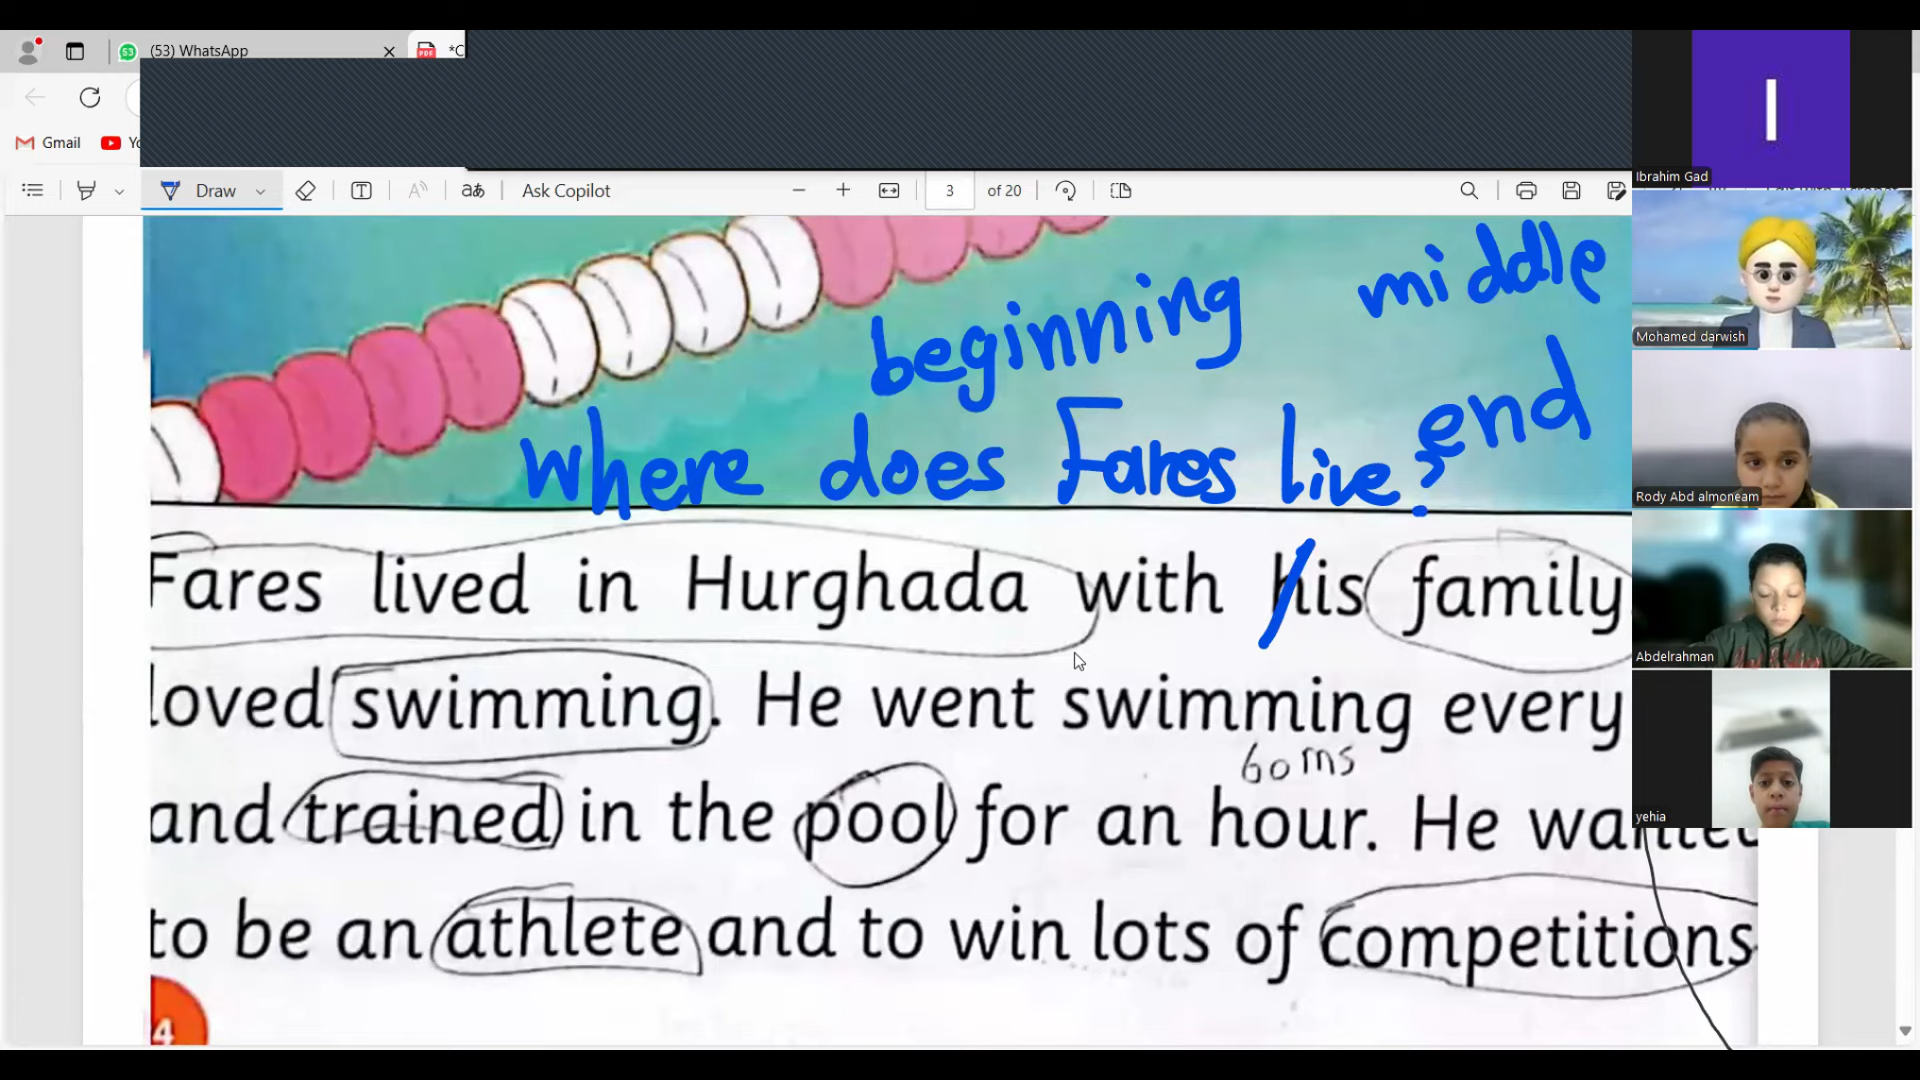 (53) WhatsApp
Gmail
Draw
aあ
Ask Copilot
3 of 20
beginning middle
end
Where does Fares live?
Fares lived in Hurghada with his family
loved swimming. He went swimming every
60 ms
and trained in the pool for an hour. He wanted
to be an athlete and to win lots of competitions
4
I
Ibrahim Gad
Mohamed darwish
Rody Abd almoneam
Abdelrahman
yehia